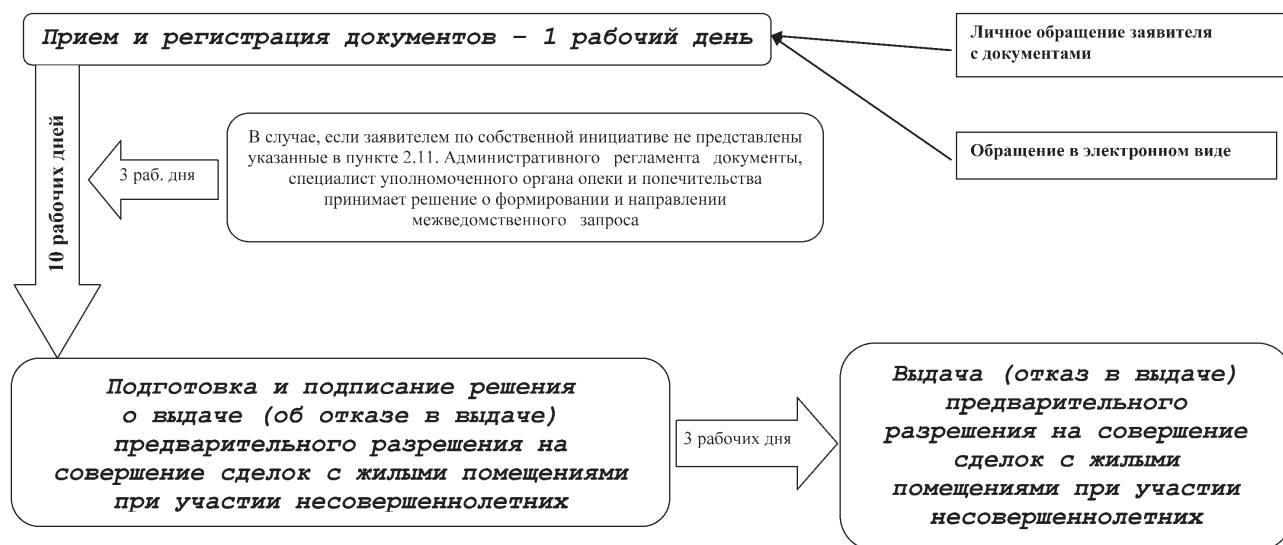 Прием и регистрация документов – 1 рабочий день
Личное обращение заявителя
с документами
Обращение в электронном виде
10 рабочих дней
3 раб. дня
В случае, если заявителем по собственной инициативе не представлены
указанные в пункте 2.11. Административного регламента документы,
специалист уполномоченного органа опеки и попечительства
принимает решение о формировании и направлении
межведомственного запроса
Подготовка и подписание решения
о выдаче (об отказе в выдаче)
предварительного разрешения на
совершение сделок с жилыми помещениями
при участии несовершеннолетних
3 рабочих дня
Выдача (отказ в выдаче)
предварительного
разрешения на совершение
сделок с жилыми
помещениями при участии
несовершеннолетних